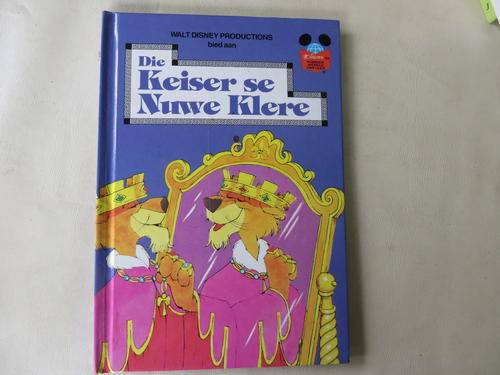 WALT DISNEY PRODUCTIONS
bied aan
Die
Keiser se
Nuwe Klere